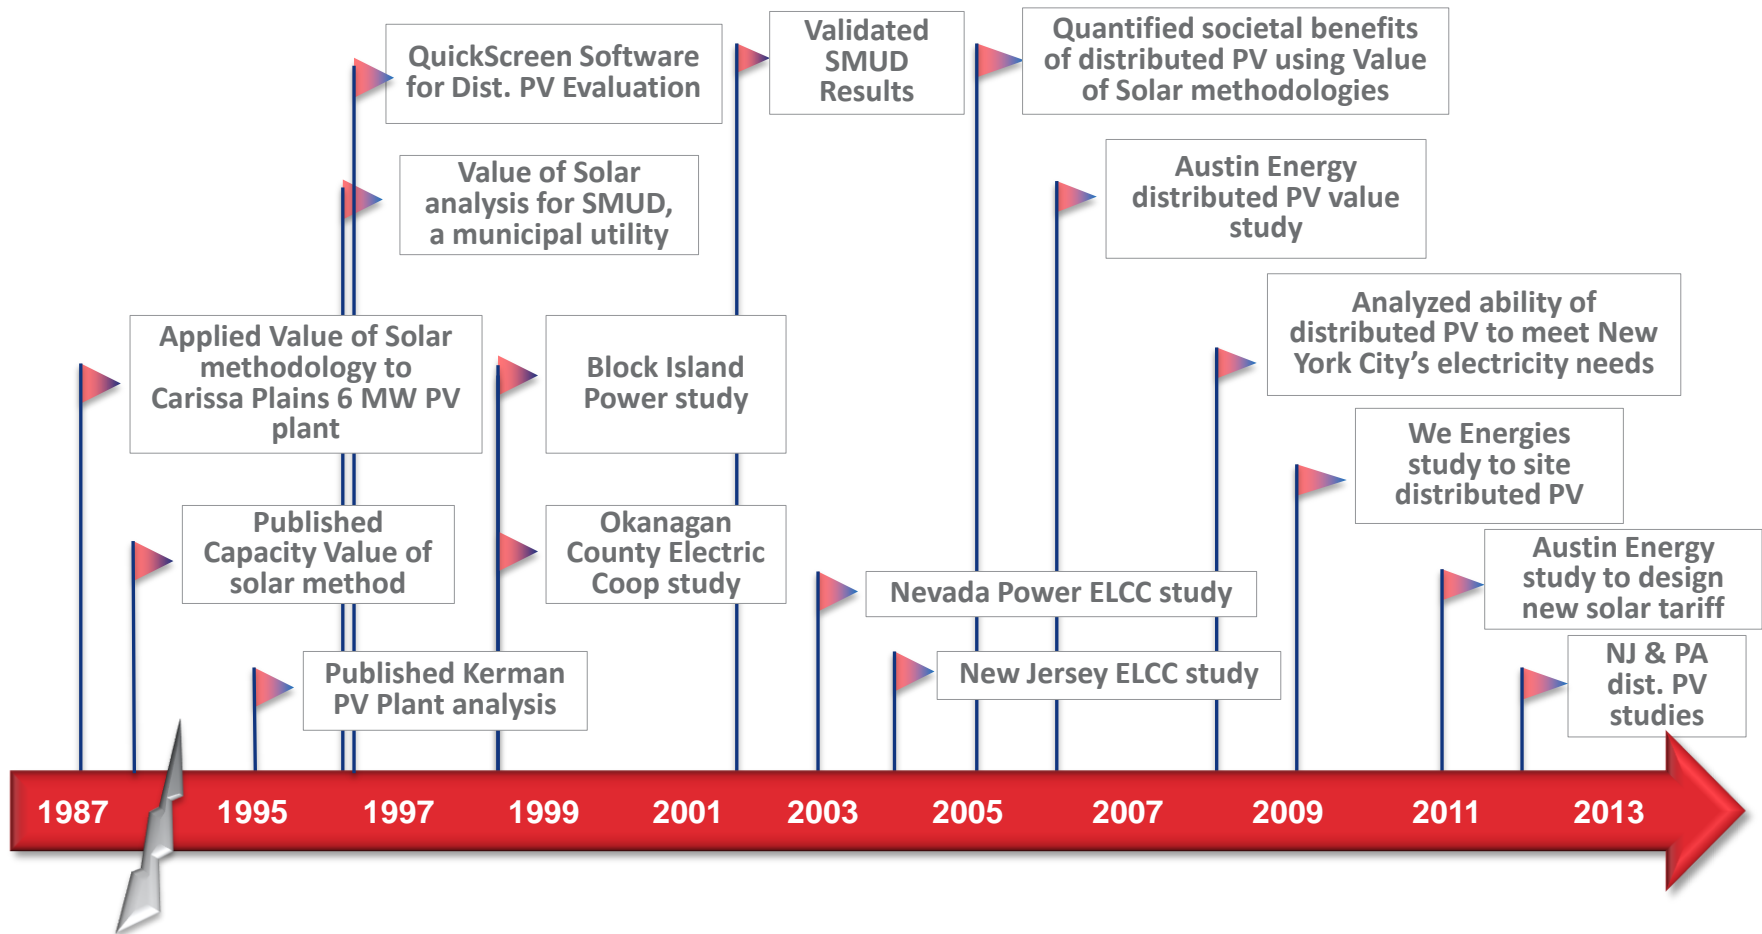 QuickScreen Software
for Dist. PV Evaluation
Validated
SMUD
Results
Quantified societal benefits
of distributed PV using Value
of Solar methodologies
Value of Solar
analysis for SMUD,
a municipal utility
Austin Energy
distributed PV value
study
Applied Value of Solar
methodology to
Carissa Plains 6 MW PV
plant
Block Island
Power study
Analyzed ability of
distributed PV to meet New
York City’s electricity needs
We Energies
study to site
distributed PV
Published
Capacity Value of
solar method
Okanagan
County Electric
Coop study
Nevada Power ELCC study
Austin Energy
study to design
new solar tariff
Published Kerman
PV Plant analysis
New Jersey ELCC study
NJ & PA
dist. PV
studies
1987 1995 1997 1999 2001 2003 2005 2007 2009 2011 2013